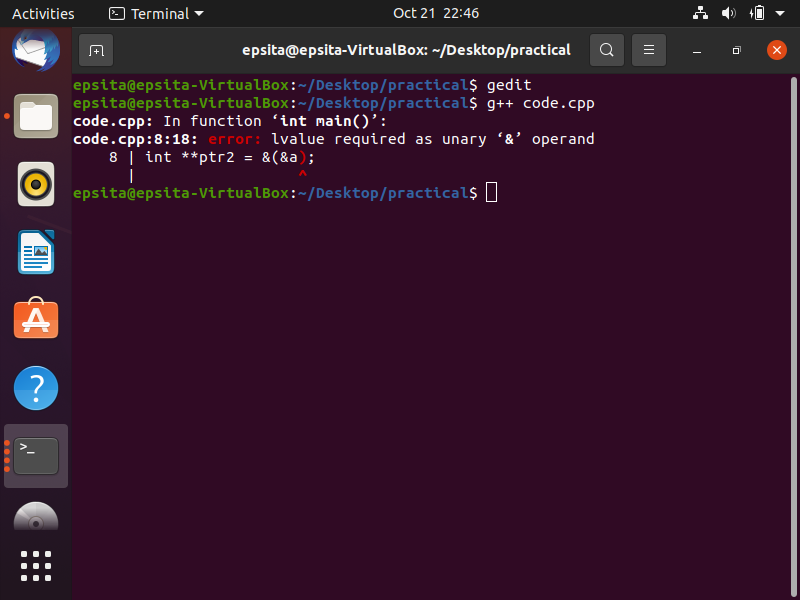 Activities
Terminal
Oct 21 22:46
epsita@epsita-VirtualBox: ~/Desktop/practical
epsita@epsita-VirtualBox:~/Desktop/practical$ gedit
epsita@epsita-VirtualBox:~/Desktop/practical$ g++ code.cpp
code.cpp: In function ‘int main()’:
code.cpp:8:18: error: lvalue required as unary ‘&’ operand
    8 | int **ptr2 = &(&a);
      |                  ^
epsita@epsita-VirtualBox:~/Desktop/practical$